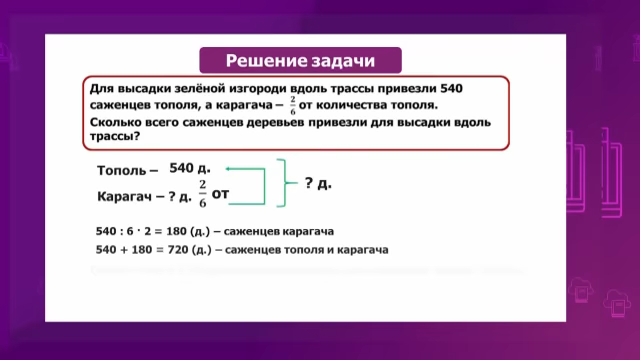 Решение задачи
Для высадки зелёной изгороди вдоль трассы привезли 540
саженцев тополя, а карагача – 2/6 от количества тополя.
Сколько всего саженцев деревьев привезли для высадки вдоль
трассы?
Тополь – 540 д.
Карагач – ? д. 2/6 от
? д.
540 : 6 · 2 = 180 (д.) – саженцев карагача
540 + 180 = 720 (д.) – саженцев тополя и карагача